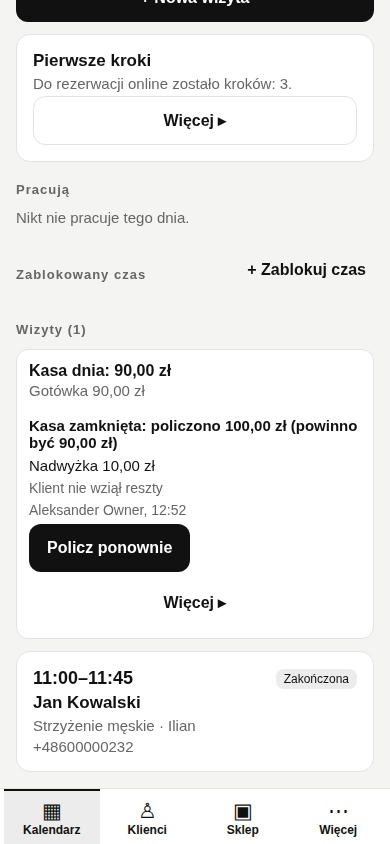 + Nowa wizyta
Pierwsze kroki
Do rezerwacji online zostało kroków: 3.
Więcej ▸
Pracują
Nikt nie pracuje tego dnia.
Zablokowany czas
+ Zablokuj czas
Wizyty (1)
Kasa dnia: 90,00 zł
Gotówka 90,00 zł
Kasa zamknięta: policzono 100,00 zł (powinno
być 90,00 zł)
Nadwyżka 10,00 zł
Klient nie wziął reszty
Aleksander Owner, 12:52
Policz ponownie
Więcej ▸
11:00–11:45
Zakończona
Jan Kowalski
Strzyżenie męskie · Ilian
+48600000232
Kalendarz
Klienci
Sklep
Więcej